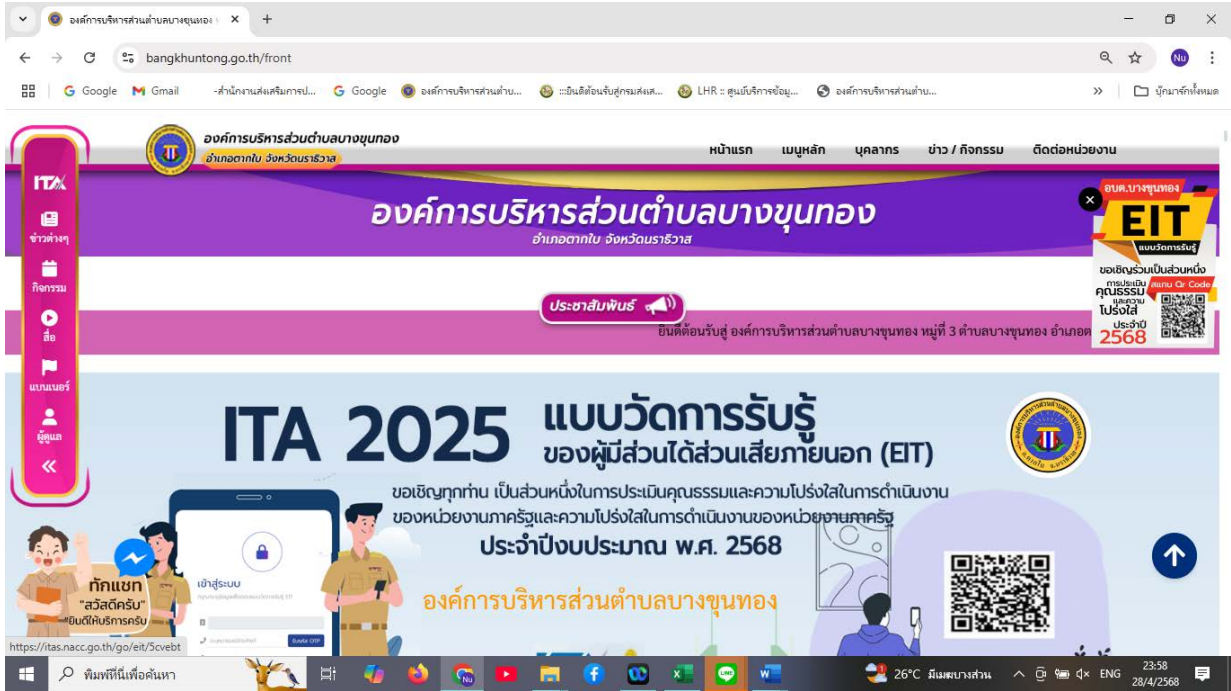 องค์การบริหารส่วนตำบลบางขุนทอง
bangkhuntong.go.th/front
Nu
Google
Gmail
-สำนักงานส่งเสริมการป...
Google
องค์การบริหารส่วนตำบ...
:::ยินดีต้อนรับสู่กรมส่งเส...
LHR :: ศูนย์บริการข้อมู...
องค์การบริหารส่วนตำบ...
บุ๊กมาร์กทั้งหมด
องค์การบริหารส่วนตำบลบางขุนทอง
อำเภอตากใบ จังหวัดนราธิวาส
หน้าแรก เมนูหลัก บุคลากร ข่าว / กิจกรรม ติดต่อหน่วยงาน
ITA
ข่าวต่างๆ
กิจกรรม
สื่อ
แบนเนอร์
ผู้ดูแล
องค์การบริหารส่วนตำบลบางขุนทอง
อำเภอตากใบ จังหวัดนราธิวาส
อบต.บางขุนทอง
EIT
แบบวัดการรับรู้
ขอเชิญร่วมเป็นส่วนหนึ่ง
การประเมิน
คุณธรรม
และความ
โปร่งใส
ประจำปี
2568
สแกน Qr Code
ประชาสัมพันธ์
ยินดีต้อนรับสู่ องค์การบริหารส่วนตำบลบางขุนทอง หมู่ที่ 3 ตำบลบางขุนทอง อำเภอต
ITA 2025
แบบวัดการรับรู้
ของผู้มีส่วนได้ส่วนเสียภายนอก (EIT)
ขอเชิญทุกท่าน เป็นส่วนหนึ่งในการประเมินคุณธรรมและความโปร่งใสในการดำเนินงาน
ของหน่วยงานภาครัฐและความโปร่งใสในการดำเนินงานของหน่วยงานภาครัฐ
ประจำปีงบประมาณ พ.ศ. 2568
องค์การบริหารส่วนตำบลบางขุนทอง
เข้าสู่ระบบ
ทักแชท
"สวัสดีครับ"
"ยินดีให้บริการครับ
https://itas.nacc.go.th/go/eit/5cvebt
พิมพ์ที่นี่เพื่อค้นหา
26°C มีเมฆบางส่วน
ENG
23:58
28/4/2568